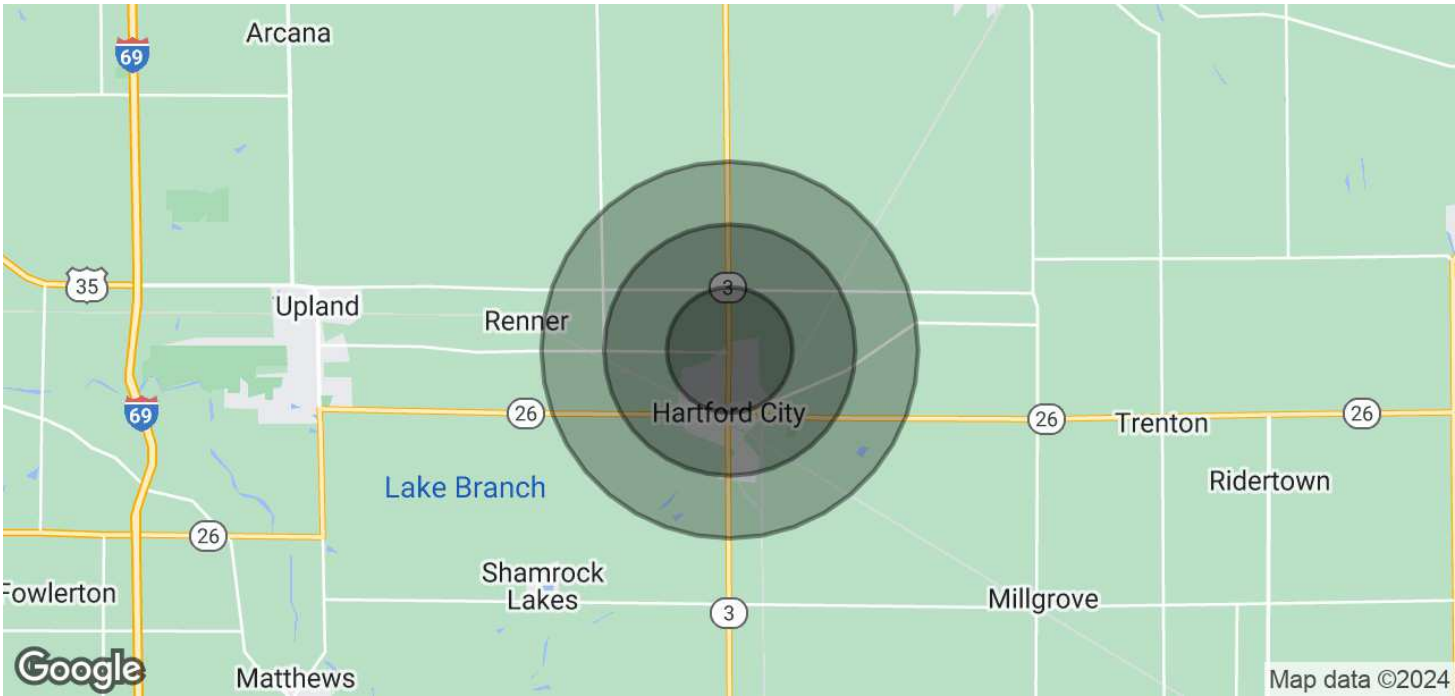 Arcana
69
3
35
Upland
Renner
69
26
Hartford City
26
Trenton
26
Lake Branch
Ridertown
26
Shamrock
Lakes
Fowlerton
Millgrove
3
Google
Matthews
Map data ©2024